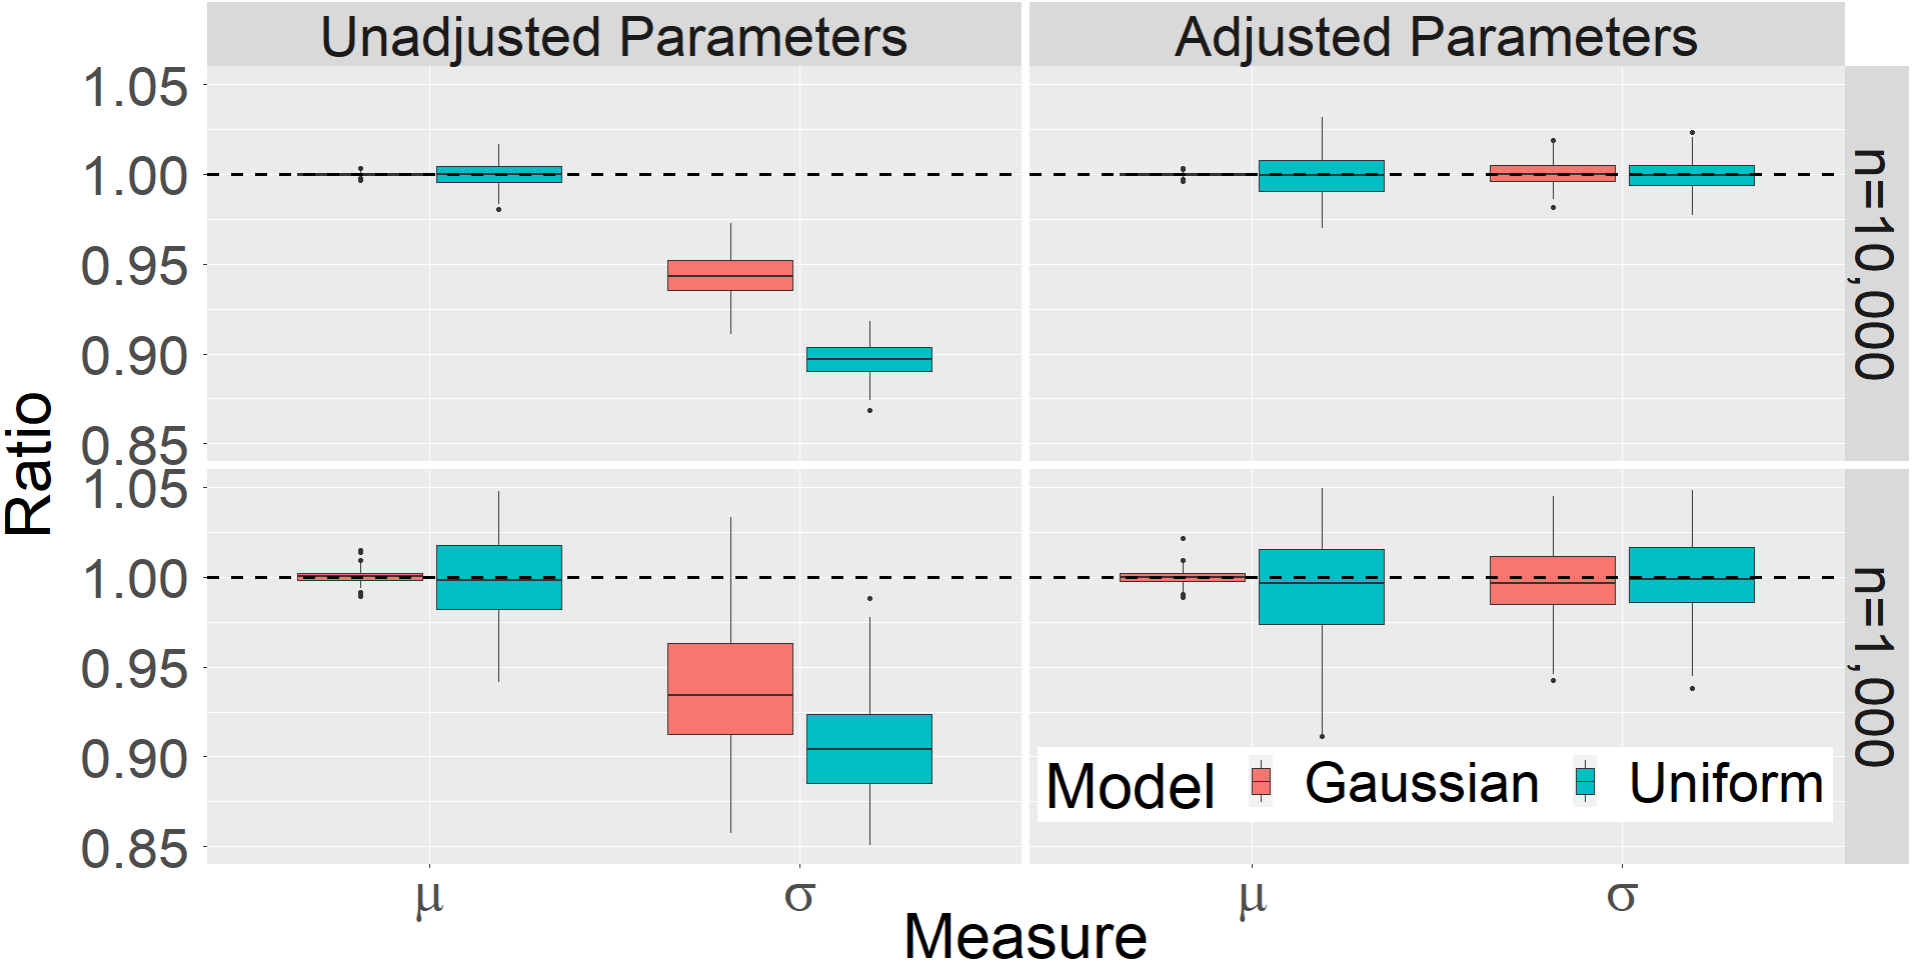 Unadjusted Parameters
Adjusted Parameters
1.05
1.00
0.95
0.90
0.85
n=10,000
1.05
1.00
0.95
0.90
0.85
n=1,000
Ratio
Model Gaussian Uniform
μ σ μ σ
Measure